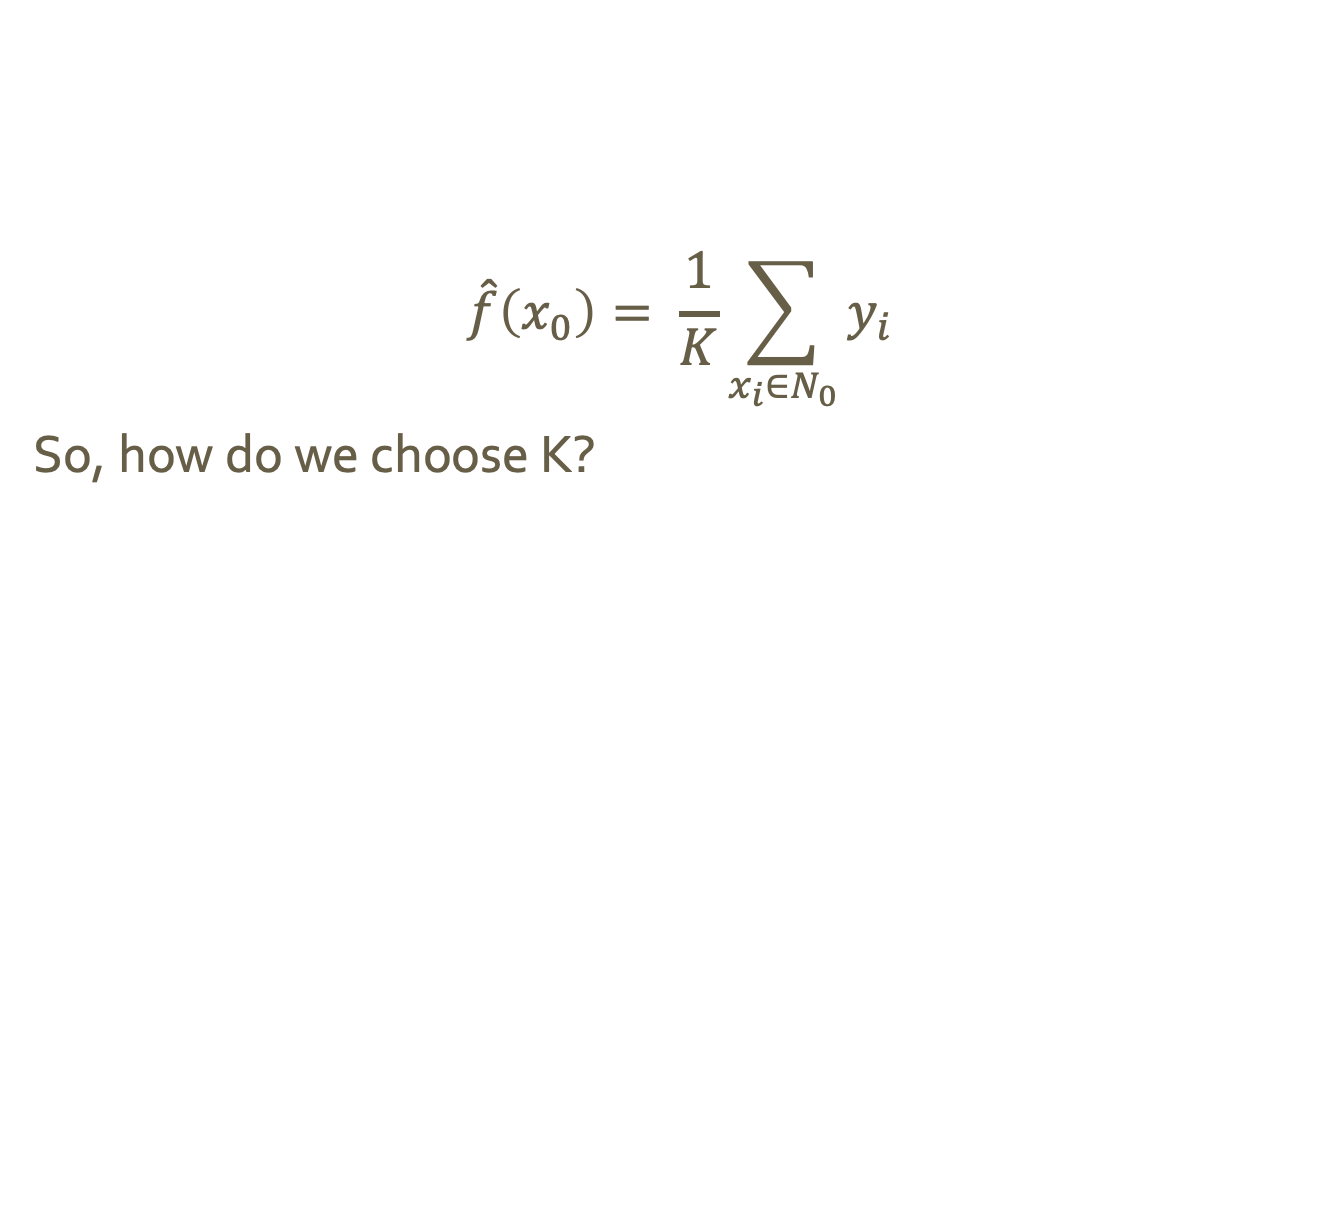 f̂(x₀) = 1/K ∑ xᵢ∈N₀ yᵢ
So, how do we choose K?